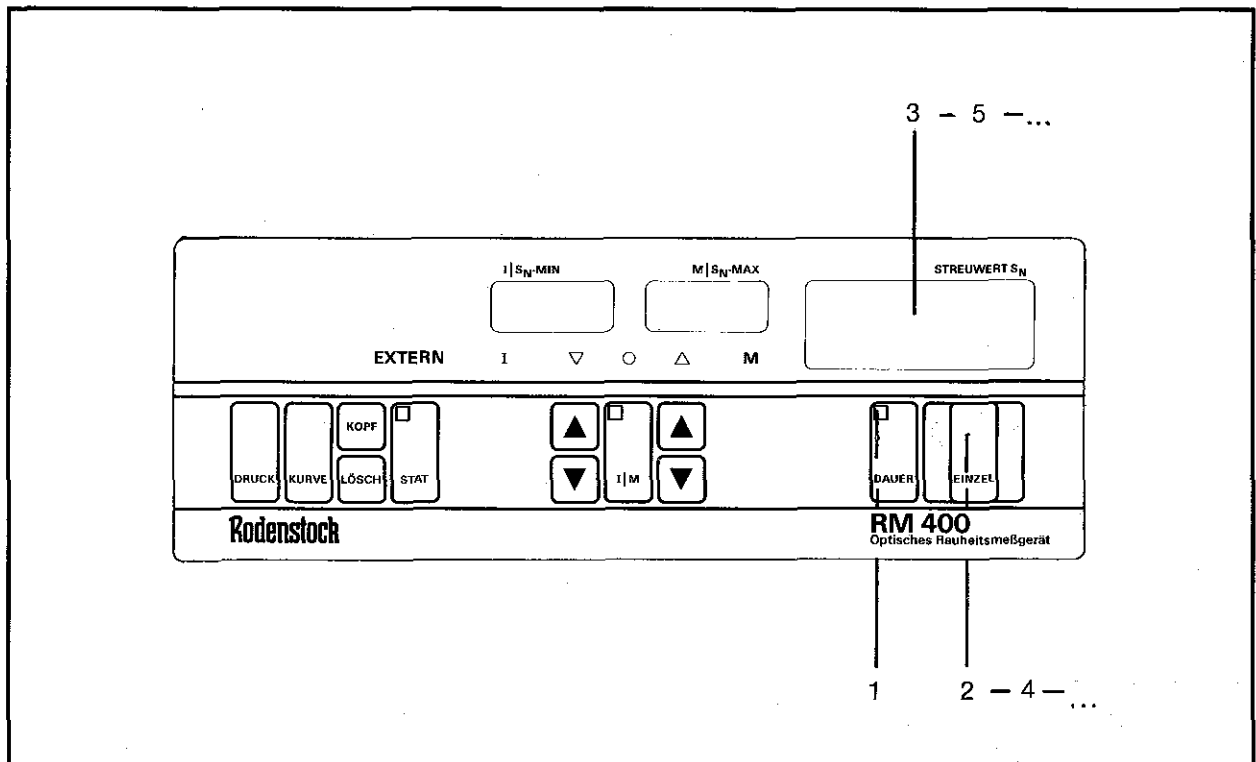 3 – 5 – ...
I|SN-MIN M|SN-MAX STREUWERT SN
EXTERN I ▽ ○ △ M
KOPF ▲ ▲
DRUCK KURVE LÖSCH STAT ▼ I|M ▼ DAUER EINZEL
Rodenstock RM 400
Optisches Rauheitsmeßgerät
1 2 – 4 – ...